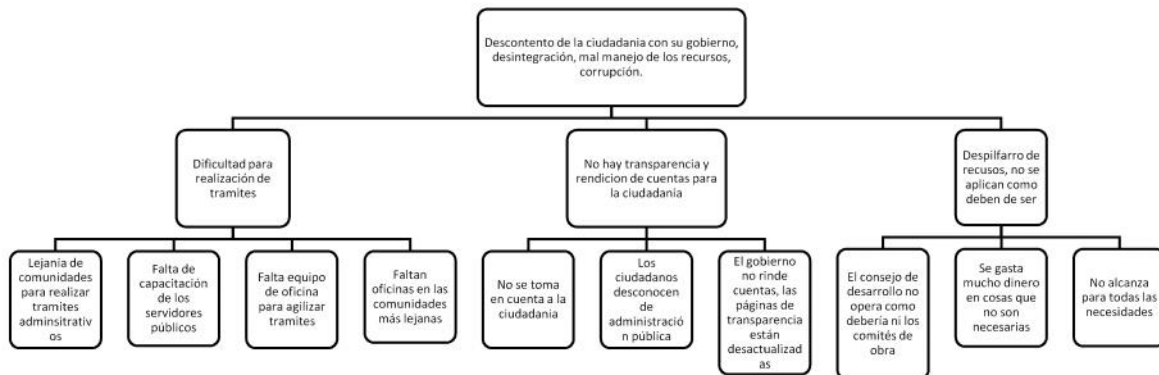 Descontento de la ciudadania con su gobierno,
desintegración, mal manejo de los recursos,
corrupción.
Dificultad para
realización de
tramites
No hay transparencia y
rendicion de cuentas para
la ciudadanía
Despilfarro de
recusos, no se
aplican como
deben de ser
Lejanía de
comunidades
para realizar
tramites
adminsitrativ
os
Falta de
capacitación
de los
servidores
públicos
Falta equipo
de oficina
para agilizar
tramites
Faltan
oficinas en las
comunidades
más lejanas
No se toma
en cuenta a la
ciudadania
Los
ciudadanos
desconocen
de
administració
n pública
El gobierno
no rinde
cuentas, las
páginas de
transparencia
están
desactualizad
as
El consejo de
desarrollo no
opera como
debería ni los
comités de
obra
Se gasta
mucho dinero
en cosas que
no son
necesarias
No alcanza
para todas las
necesidades